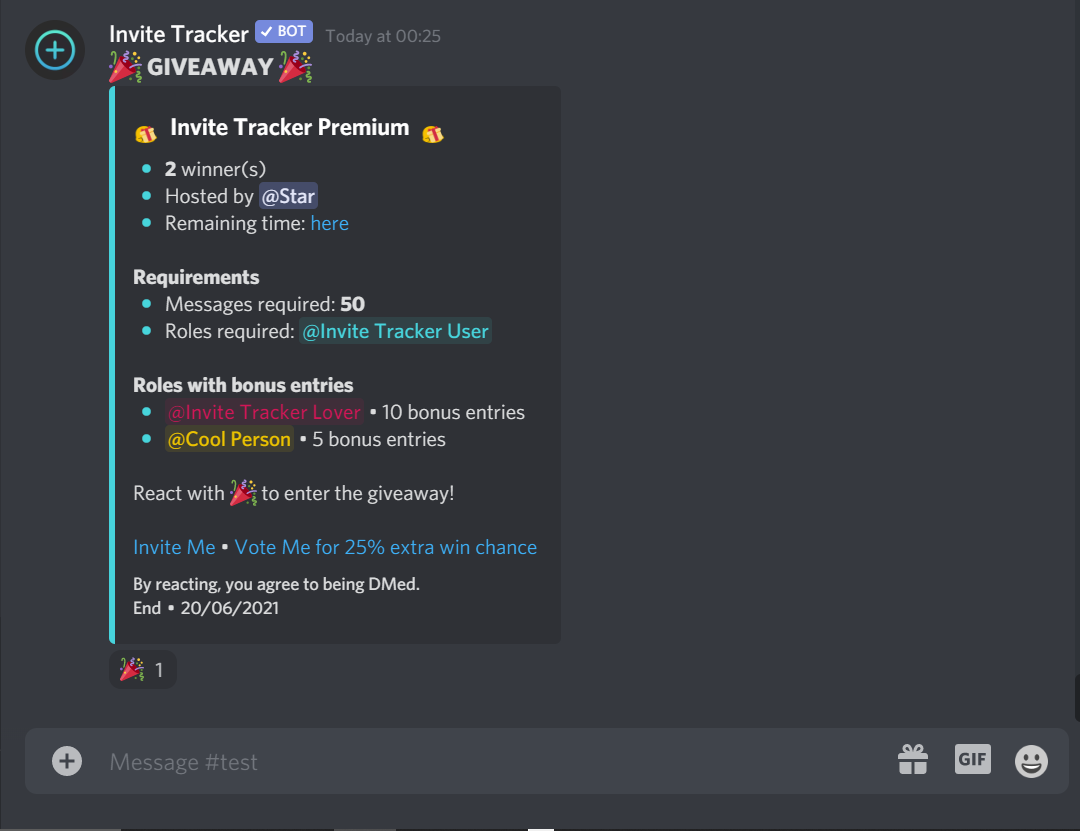 Invite Tracker ✓ BOT Today at 00:25
🎉 GIVEAWAY 🎉
Invite Tracker Premium
• 2 winner(s)
• Hosted by @Star
• Remaining time: here
Requirements
• Messages required: 50
• Roles required: @Invite Tracker User
Roles with bonus entries
• @Invite Tracker Lover • 10 bonus entries
• @Cool Person • 5 bonus entries
React with 🎉 to enter the giveaway!
Invite Me • Vote Me for 25% extra win chance
By reacting, you agree to being DMed.
End • 20/06/2021
🎉 1
Message #test
GIF